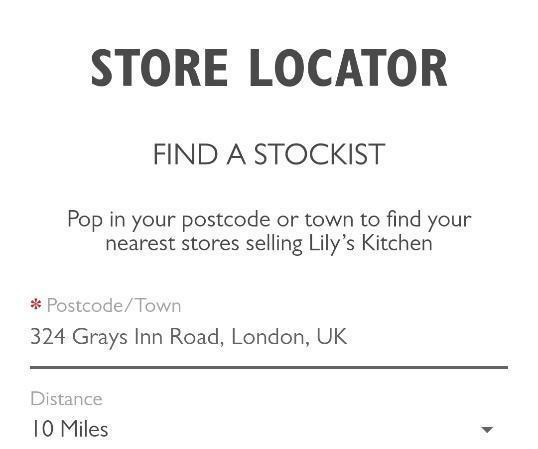 STORE LOCATOR
FIND A STOCKIST
Pop in your postcode or town to find your
nearest stores selling Lily's Kitchen
* Postcode/Town
324 Grays Inn Road, London, UK
Distance
10 Miles